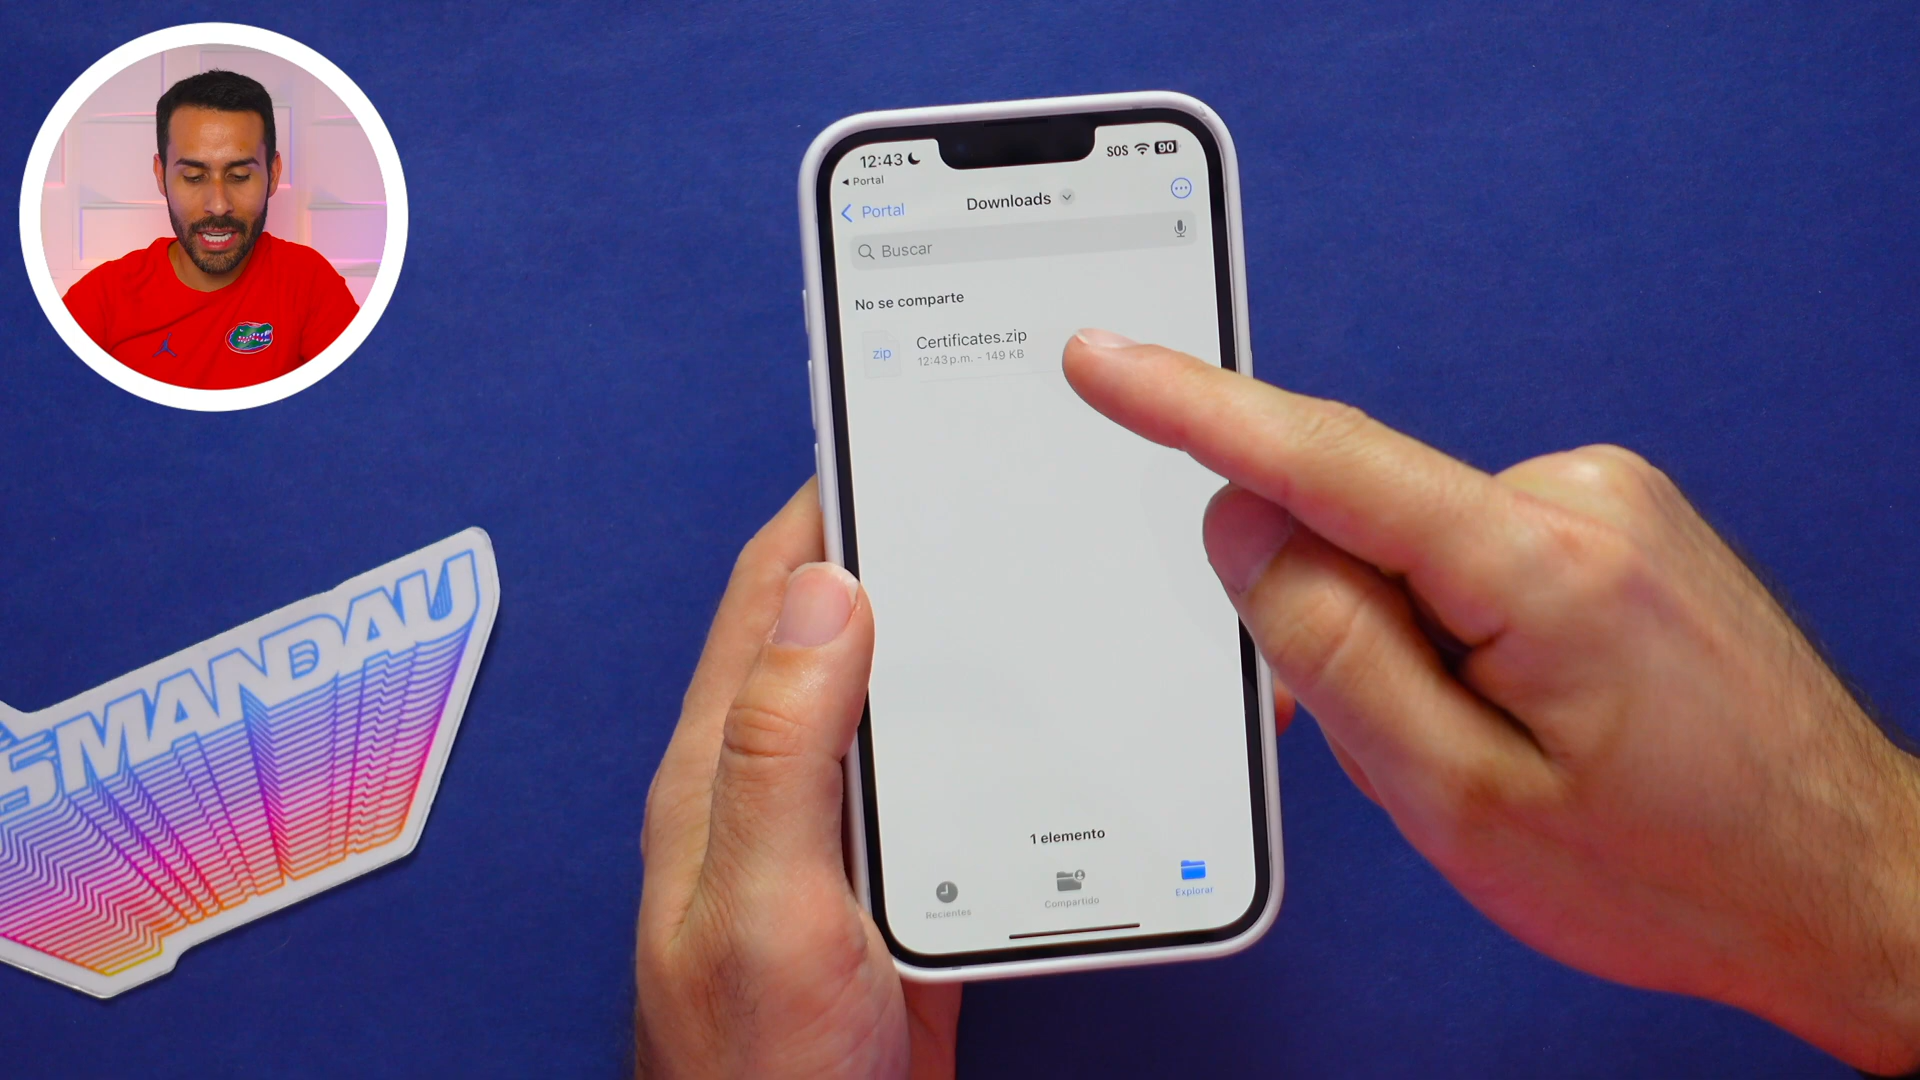 12:43
SOS
90
Portal
Portal
Downloads
Buscar
No se comparte
zip
Certificates.zip
12:43 p.m. - 149 KB
1 elemento
Recientes
Compartido
Explorar
SMANDAU